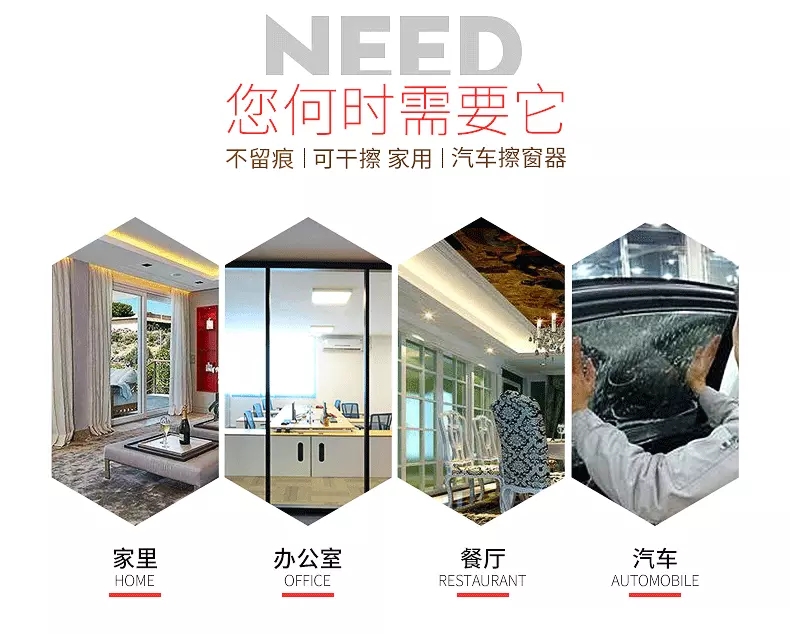 NEED
您何时需要它
不留痕|可干擦 家用|汽车擦窗器
家里
HOME
办公室
OFFICE
餐厅
RESTAURANT
汽车
AUTOMOBILE